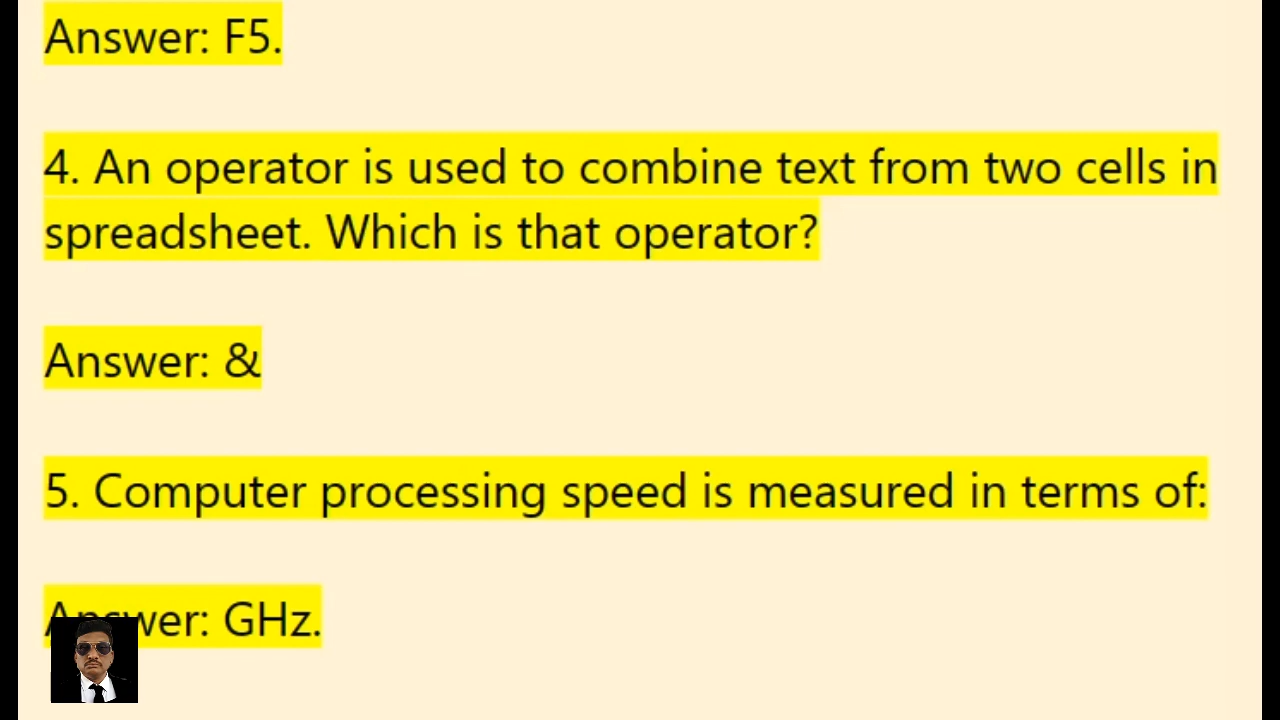 Answer: F5.
4. An operator is used to combine text from two cells in
spreadsheet. Which is that operator?
Answer: &
5. Computer processing speed is measured in terms of:
Answer: GHz.